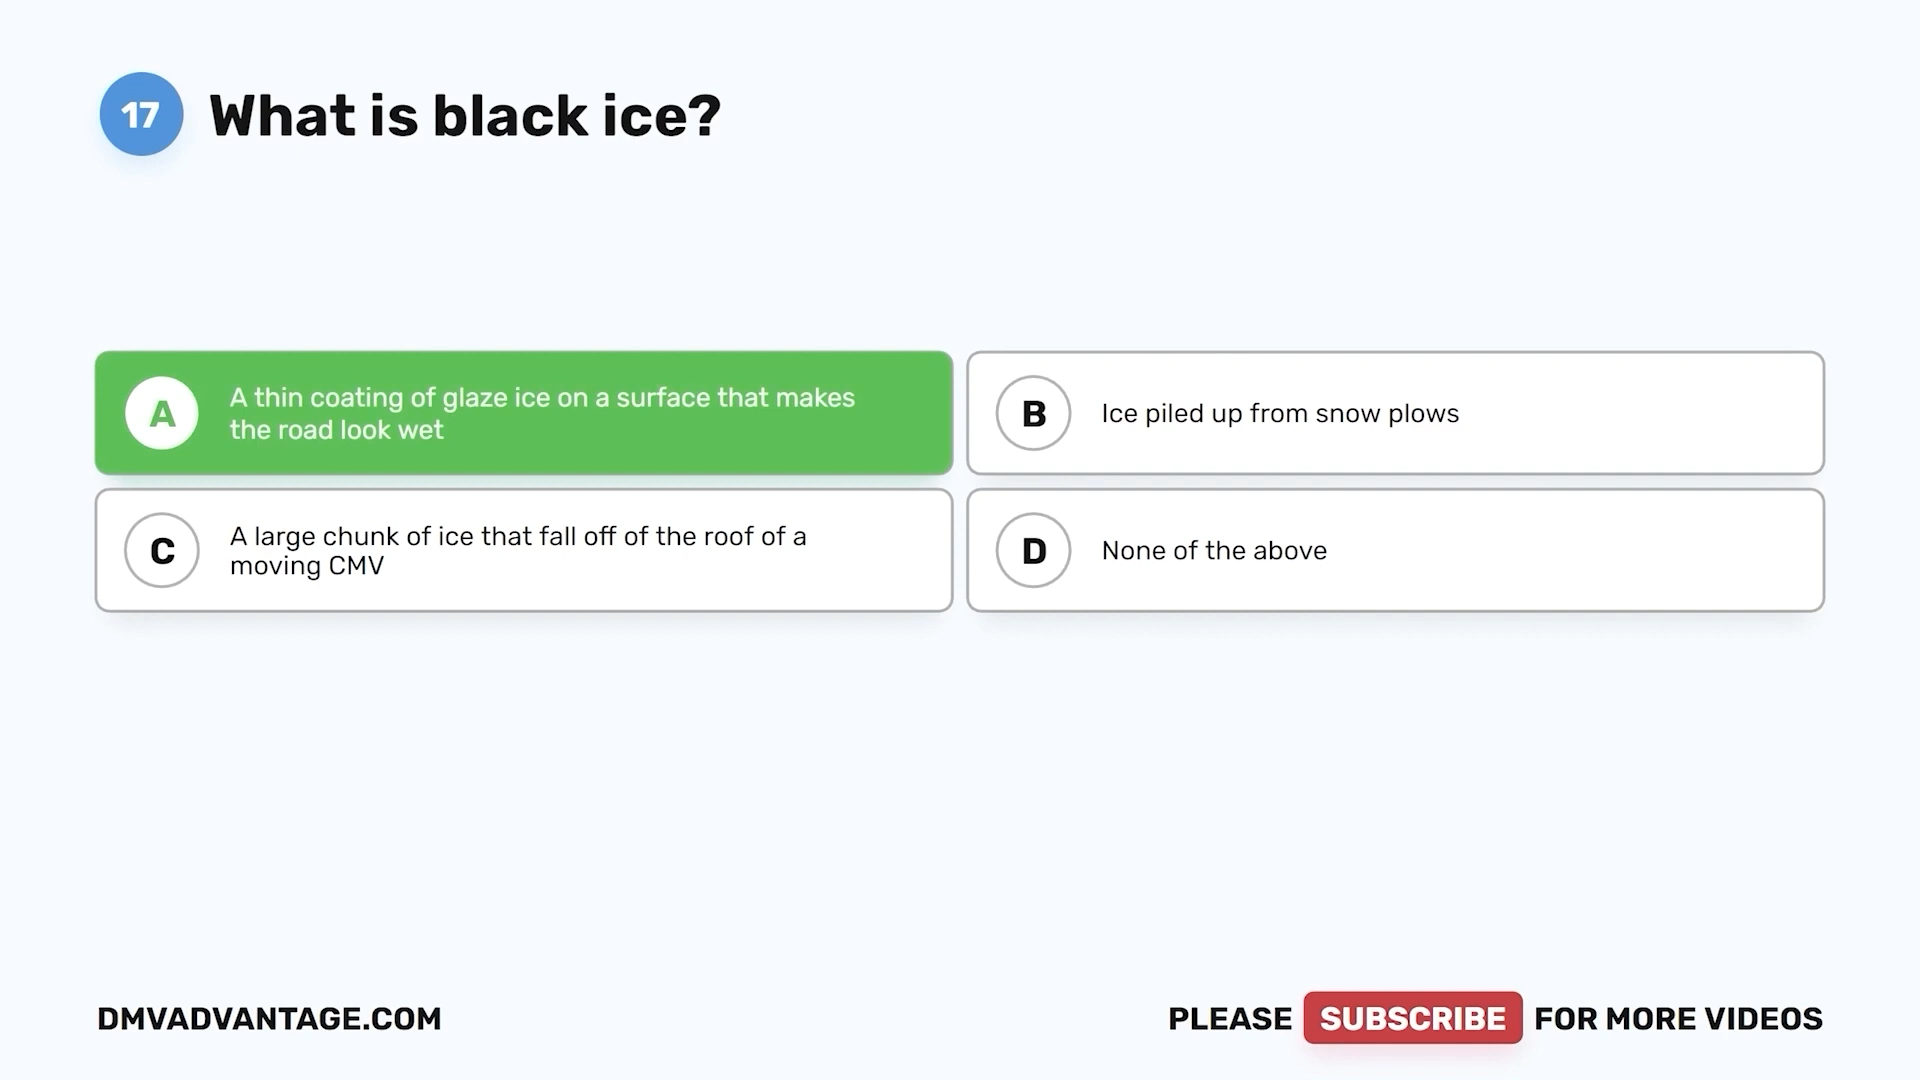 17 What is black ice?
A A thin coating of glaze ice on a surface that makes
the road look wet
B Ice piled up from snow plows
C A large chunk of ice that fall off of the roof of a
moving CMV
D None of the above
DMVADVANTAGE.COM
PLEASE SUBSCRIBE FOR MORE VIDEOS